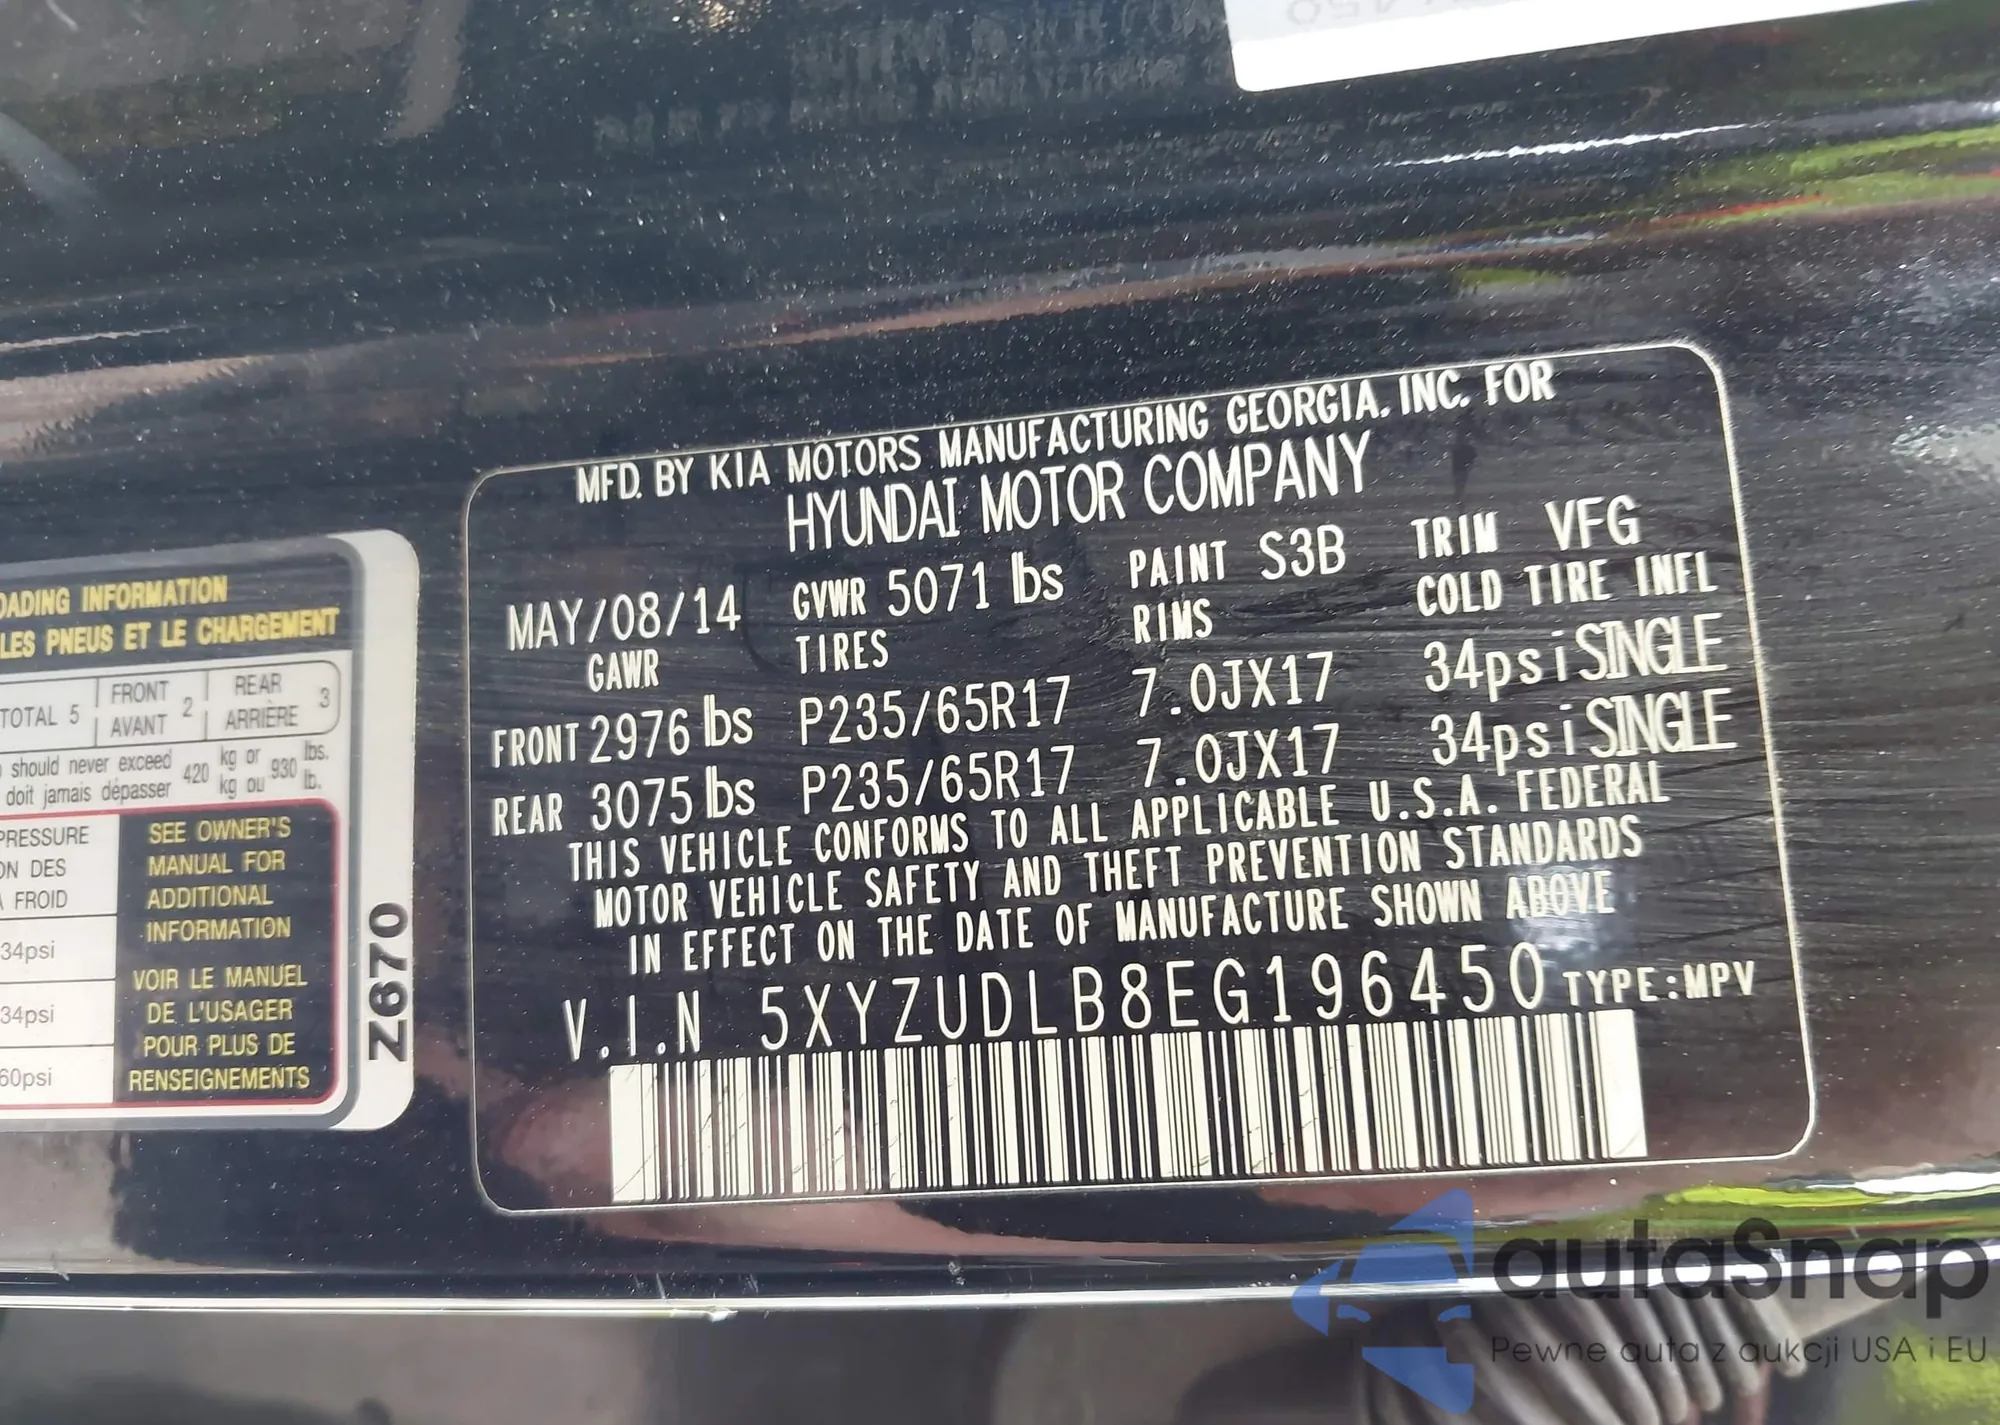 MFD. BY KIA MOTORS MANUFACTURING GEORGIA. INC. FOR
HYUNDAI MOTOR COMPANY
MAY/08/14 GVWR 5071 lbs PAINT S3B TRIM VFG
GAWR TIRES RIMS COLD TIRE INFL
FRONT 2976 lbs P235/65R17 7.0JX17 34psi SINGLE
REAR 3075 lbs P235/65R17 7.0JX17 34psi SINGLE
THIS VEHICLE CONFORMS TO ALL APPLICABLE U.S.A. FEDERAL
MOTOR VEHICLE SAFETY AND THEFT PREVENTION STANDARDS
IN EFFECT ON THE DATE OF MANUFACTURE SHOWN ABOVE
V.I.N 5XYZUDLB8EG196450 TYPE:MPV
OADING INFORMATION
LES PNEUS ET LE CHARGEMENT
TOTAL 5 FRONT AVANT 2 REAR ARRIÈRE 3
should never exceed 420 kg or 930 lbs.
doit jamais dépasser kg ou lb.
PRESSURE
ON DES
FROID
34psi
34psi
60psi
SEE OWNER'S
MANUAL FOR
ADDITIONAL
INFORMATION
VOIR LE MANUEL
DE L'USAGER
POUR PLUS DE
RENSEIGNEMENTS
Z670
450
autaSnap
Pewne auta z aukcji USA i EU